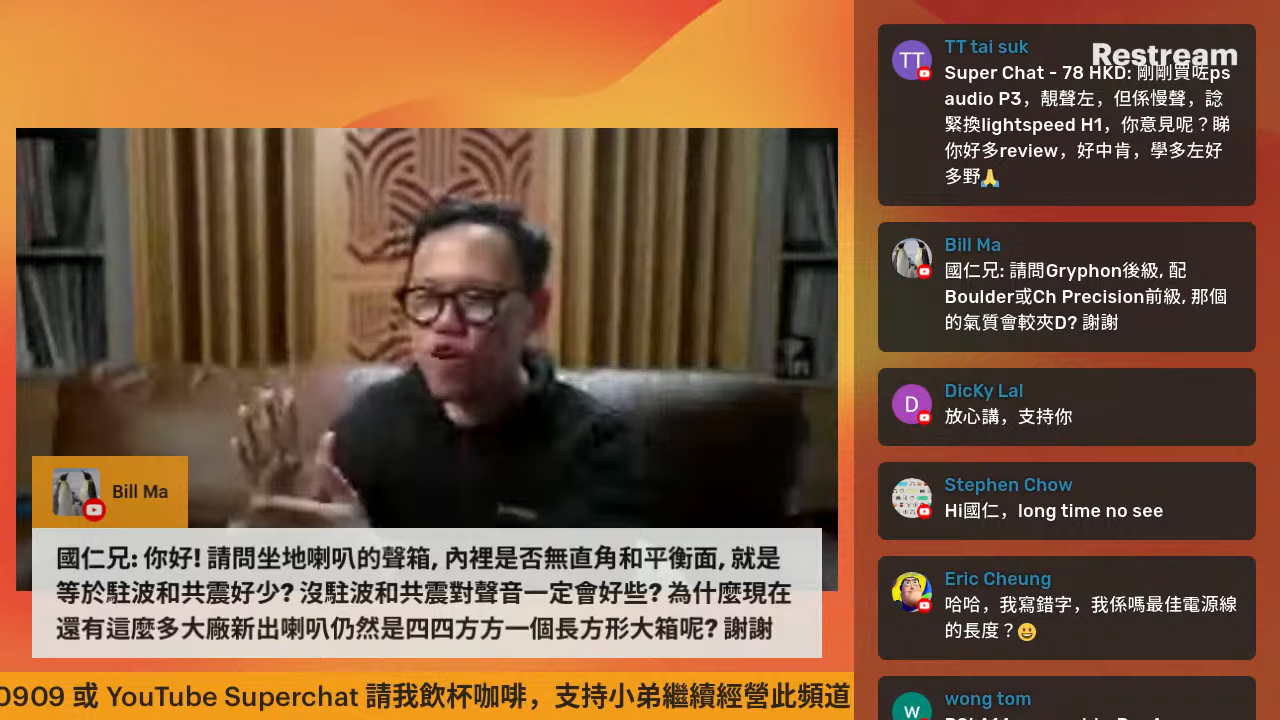 Bill Ma
國仁兄: 你好! 請問坐地喇叭的聲箱, 內裡是否無直角和平衡面, 就是
等於駐波和共震好少? 沒駐波和共震對聲音一定會好些? 為什麼現在
還有這麼多大廠新出喇叭仍然是四四方方一個長方形大箱呢? 謝謝
0909 或 YouTube Superchat 請我飲杯咖啡，支持小弟繼續經營此頻道
Restream
TT
TT tai suk
Super Chat - 78 HKD: 剛剛買咗ps
audio P3，靚聲左，但係慢聲，諗
緊換lightspeed H1，你意見呢？睇
你好多review，好中肯，學多左好
多野🙏
Bill Ma
國仁兄: 請問Gryphon後級, 配
Boulder或Ch Precision前級, 那個
的氣質會較夾D? 謝謝
D
DicKy Lal
放心講，支持你
Stephen Chow
Hi國仁，long time no see
Eric Cheung
哈哈，我寫錯字，我係嗎最佳電源線
的長度？😀
W
wong tom